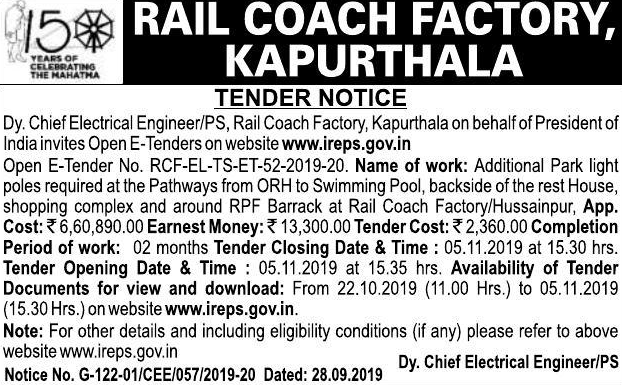 150
YEARS OF
CELEBRATING
THE MAHATMA
RAIL COACH FACTORY,
KAPURTHALA
TENDER NOTICE
Dy. Chief Electrical Engineer/PS, Rail Coach Factory, Kapurthala on behalf of President of
India invites Open E-Tenders on website www.ireps.gov.in
Open E-Tender No. RCF-EL-TS-ET-52-2019-20. Name of work: Additional Park light
poles required at the Pathways from ORH to Swimming Pool, backside of the rest House,
shopping complex and around RPF Barrack at Rail Coach Factory/Hussainpur, App.
Cost: ₹ 6,60,890.00 Earnest Money: ₹ 13,300.00 Tender Cost: ₹ 2,360.00 Completion
Period of work: 02 months Tender Closing Date & Time : 05.11.2019 at 15.30 hrs.
Tender Opening Date & Time : 05.11.2019 at 15.35 hrs. Availability of Tender
Documents for view and download: From 22.10.2019 (11.00 Hrs.) to 05.11.2019
(15.30 Hrs.) on website www.ireps.gov.in.
Note: For other details and including eligibility conditions (if any) please refer to above
website www.ireps.gov.in
Dy. Chief Electrical Engineer/PS
Notice No. G-122-01/CEE/057/2019-20 Dated: 28.09.2019